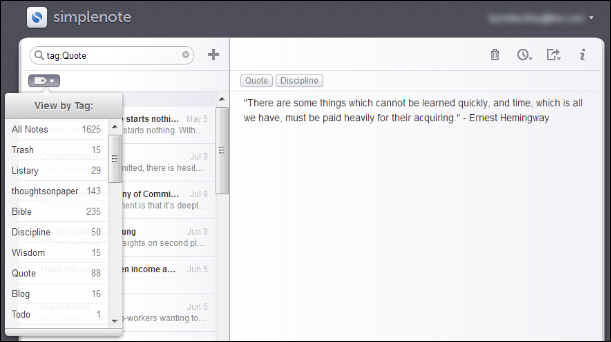 simplenote
tag:Quote
View by Tag:
All Notes 1625
Trash 15
Listary 29
thoughtsonpaper 143
Bible 235
Discipline 50
Wisdom 15
Quote 88
Blog 16
Todo 1
e starts nothi... May 5
starts nothing. With...
Jul 9
mitted, there is hesit...
ny of Commi... Jul 9
ment is that it's deepl...
ung Jun 9
sights on second pl...
en income a... Jun 5
Jun 5
o-workers wanting to...
Quote Discipline
"There are some things which cannot be learned quickly, and time, which is all
we have, must be paid heavily for their acquiring." - Ernest Hemingway